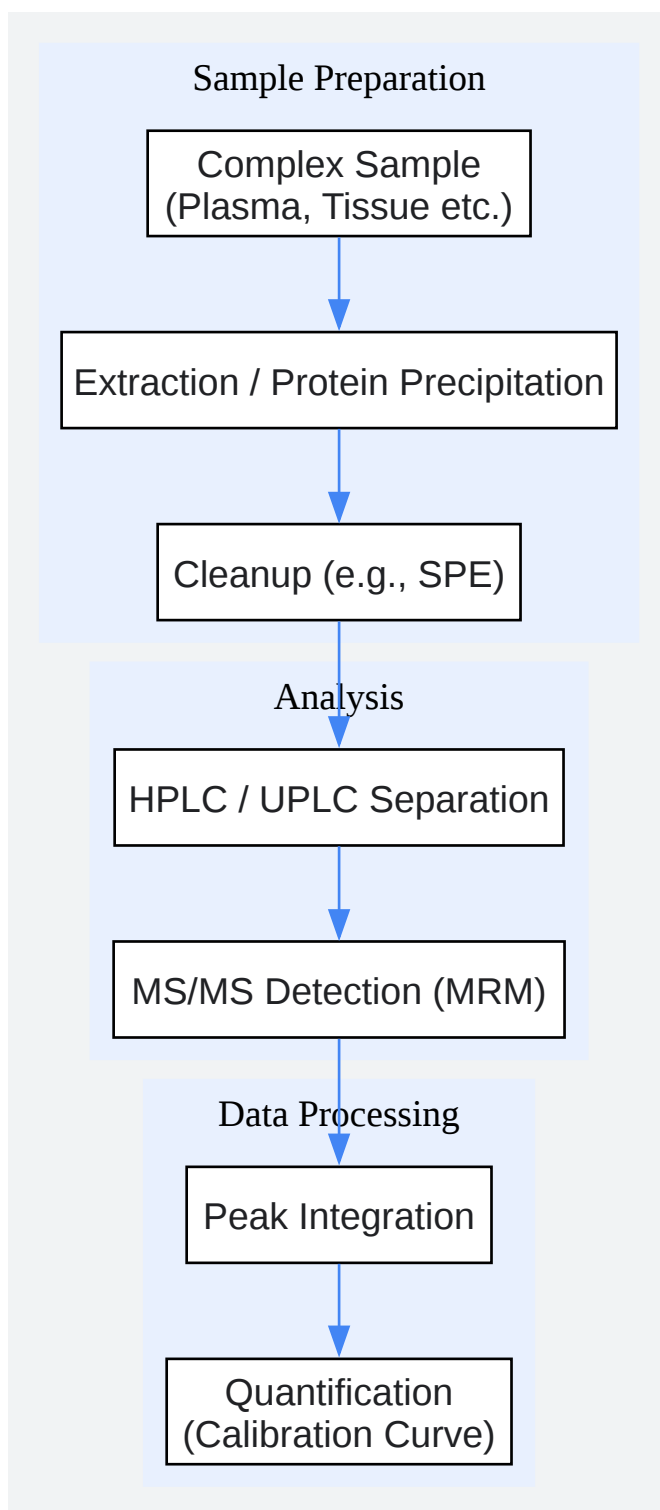 Sample Preparation
Complex Sample
(Plasma, Tissue etc.)
Extraction / Protein Precipitation
Cleanup (e.g., SPE)
Analysis
HPLC / UPLC Separation
MS/MS Detection (MRM)
Data Processing
Peak Integration
Quantification
(Calibration Curve)